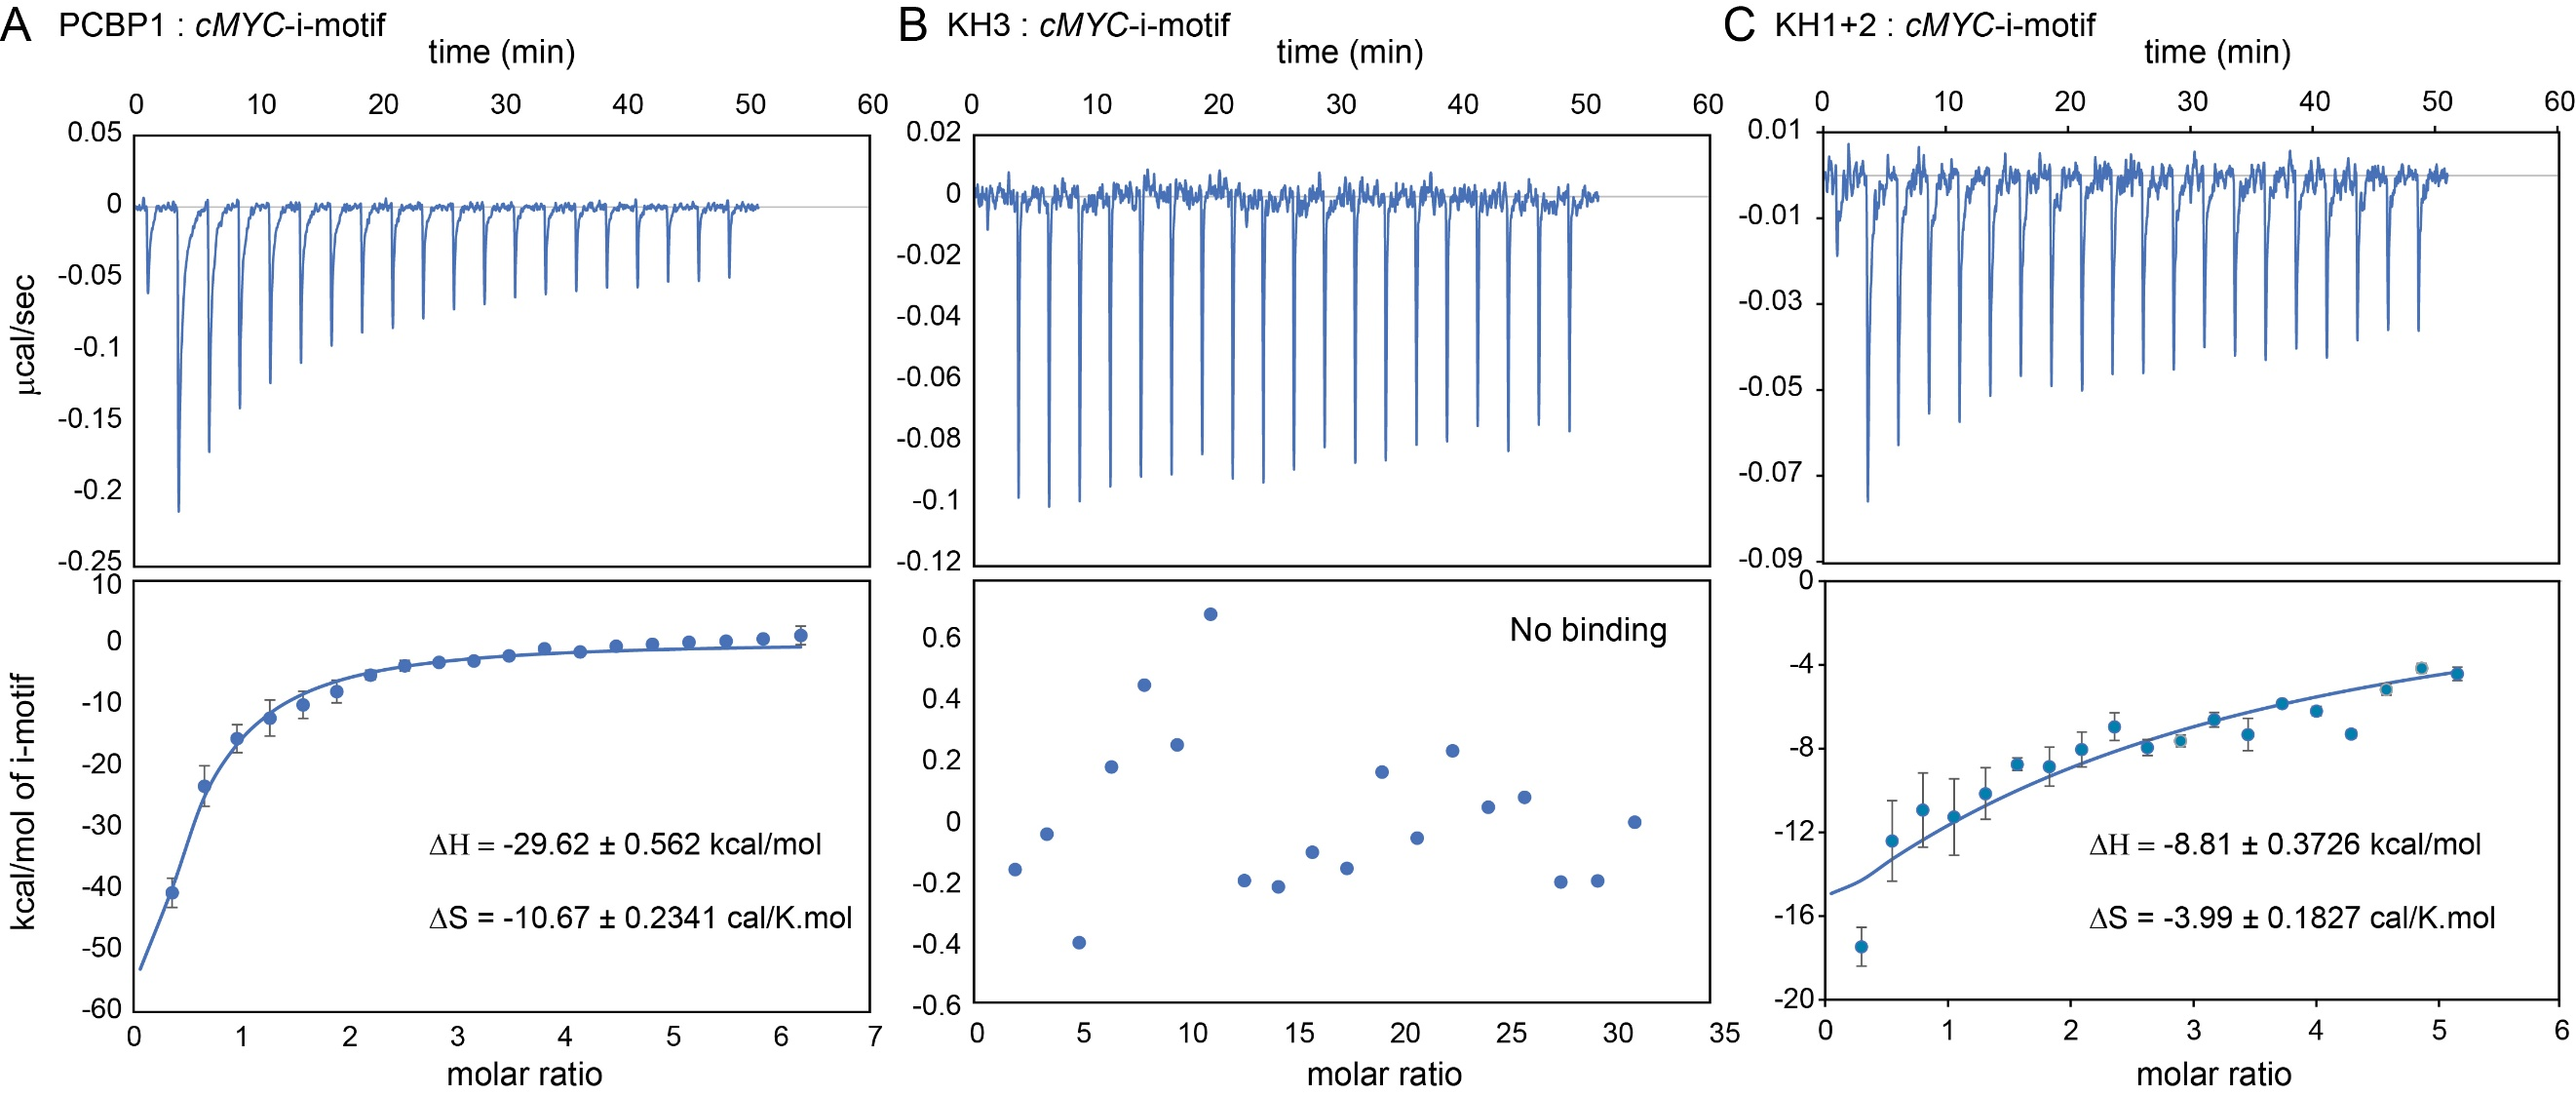 A PCBP1 : cMYC-i-motif
time (min)
0 10 20 30 40 50 60
0.05
0
-0.05
-0.1
-0.15
-0.2
-0.25
μcal/sec
10
0
-10
-20
-30
-40
-50
-60
kcal/mol of i-motif
ΔH = -29.62 ± 0.562 kcal/mol
ΔS = -10.67 ± 0.2341 cal/K.mol
0 1 2 3 4 5 6 7
molar ratio
B KH3 : cMYC-i-motif
time (min)
0 10 20 30 40 50 60
0.02
0
-0.02
-0.04
-0.06
-0.08
-0.1
-0.12
No binding
0.6
0.4
0.2
0
-0.2
-0.4
-0.6
0 5 10 15 20 25 30 35
molar ratio
C KH1+2 : cMYC-i-motif
time (min)
0 10 20 30 40 50 60
0.01
-0.01
-0.03
-0.05
-0.07
-0.09
0
-4
-8
-12
-16
-20
ΔH = -8.81 ± 0.3726 kcal/mol
ΔS = -3.99 ± 0.1827 cal/K.mol
0 1 2 3 4 5 6
molar ratio